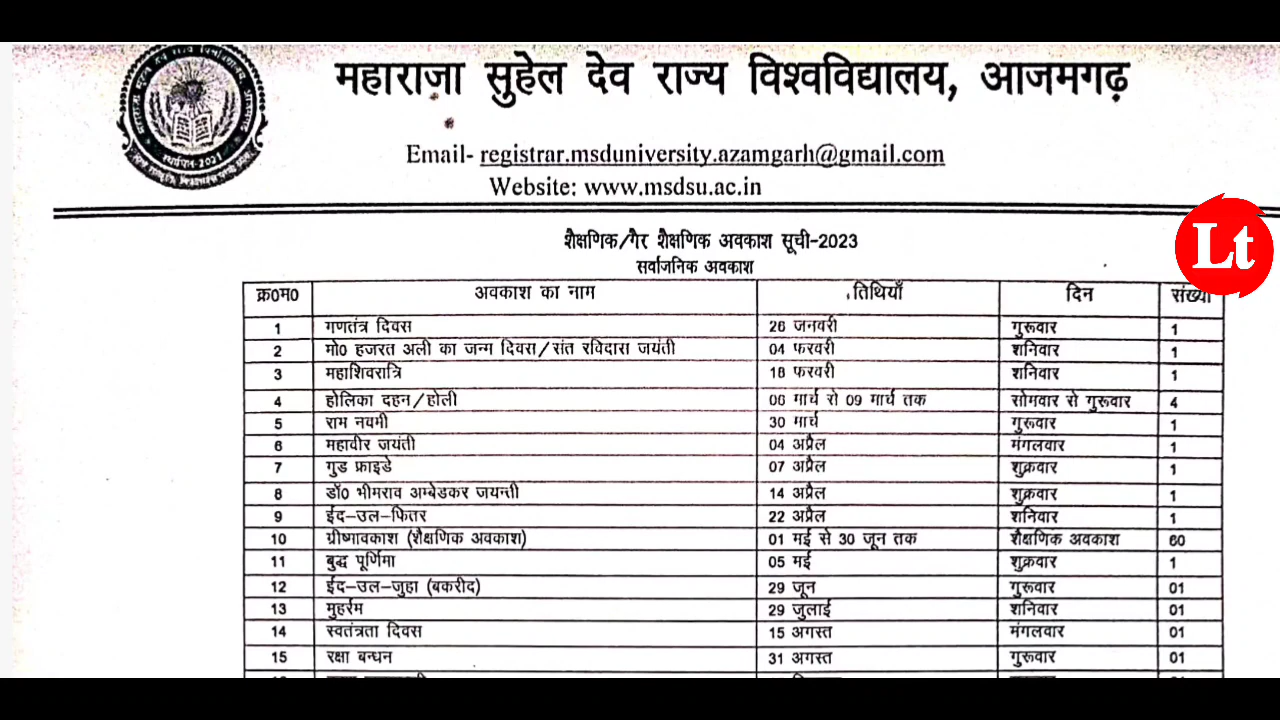 महाराजा सुहेल देव राज्य विश्वविद्यालय, आजमगढ़
स्थापित-2021
Email- registrar.msduniversity.azamgarh@gmail.com
Website: www.msdsu.ac.in
Lt
शैक्षणिक/गैर शैक्षणिक अवकाश सूची-2023
सर्वाजनिक अवकाश
क्र०म० अवकाश का नाम तिथियाँ दिन संख्या
1 गणतंत्र दिवस 26 जनवरी गुरूवार 1
2 मो० हजरत अली का जन्म दिवस/संत रविदास जयंती 04 फरवरी शनिवार 1
3 महाशिवरात्रि 18 फरवरी शनिवार 1
4 होलिका दहन/होली 06 मार्च से 09 मार्च तक सोमवार से गुरूवार 4
5 राम नवमी 30 मार्च गुरूवार 1
6 महावीर जयंती 04 अप्रैल मंगलवार 1
7 गुड फ्राइडे 07 अप्रैल शुक्रवार 1
8 डॉ० भीमराव अम्बेडकर जयन्ती 14 अप्रैल शुक्रवार 1
9 ईद-उल-फितर 22 अप्रैल शनिवार 1
10 ग्रीष्मावकाश (शैक्षणिक अवकाश) 01 मई से 30 जून तक शैक्षणिक अवकाश 60
11 बुद्ध पूर्णिमा 05 मई शुक्रवार 1
12 ईद-उल-जुहा (बकरीद) 29 जून गुरूवार 01
13 मुहर्रम 29 जुलाई शनिवार 01
14 स्वतंत्रता दिवस 15 अगस्त मंगलवार 01
15 रक्षा बन्धन 31 अगस्त गुरूवार 01